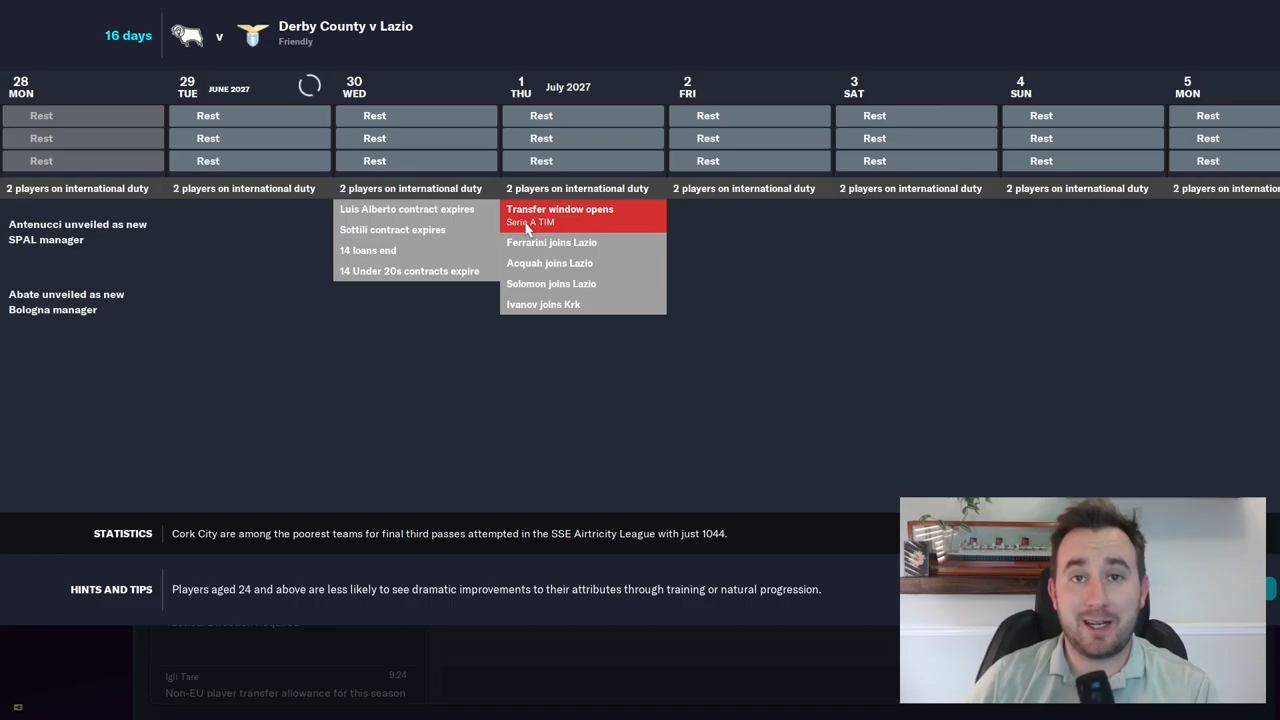 16 days
v
Derby County v Lazio
Friendly
28
MON
29
TUE
JUNE 2027
30
WED
1
THU
July 2027
2
FRI
3
SAT
4
SUN
5
MON
Rest Rest Rest Rest Rest Rest Rest Rest
Rest Rest Rest Rest Rest Rest Rest Rest
Rest Rest Rest Rest Rest Rest Rest Rest
2 players on international duty
2 players on international duty
2 players on international duty
2 players on international duty
2 players on international duty
2 players on international duty
2 players on international duty
2 players on internation
Antenucci unveiled as new
SPAL manager
Abate unveiled as new
Bologna manager
Luis Alberto contract expires
Sottili contract expires
14 loans end
14 Under 20s contracts expire
Transfer window opens
Serie A TIM
Ferrarini joins Lazio
Acquah joins Lazio
Solomon joins Lazio
Ivanov joins Krk
STATISTICS
Cork City are among the poorest teams for final third passes attempted in the SSE Airtricity League with just 1044.
HINTS AND TIPS
Players aged 24 and above are less likely to see dramatic improvements to their attributes through training or natural progression.
Igli Tare
9:24
Non-EU player transfer allowance for this season